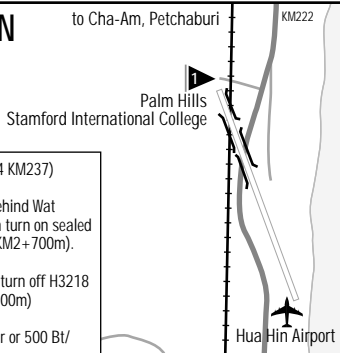 N
to Cha-Am, Petchaburi
KM222
1
Palm Hills
Stamford International College
4 KM237)
ehind Wat
turn on sealed
KM2+700m).
turn off H3218
00m)
r or 500 Bt/
Hua Hin Airport